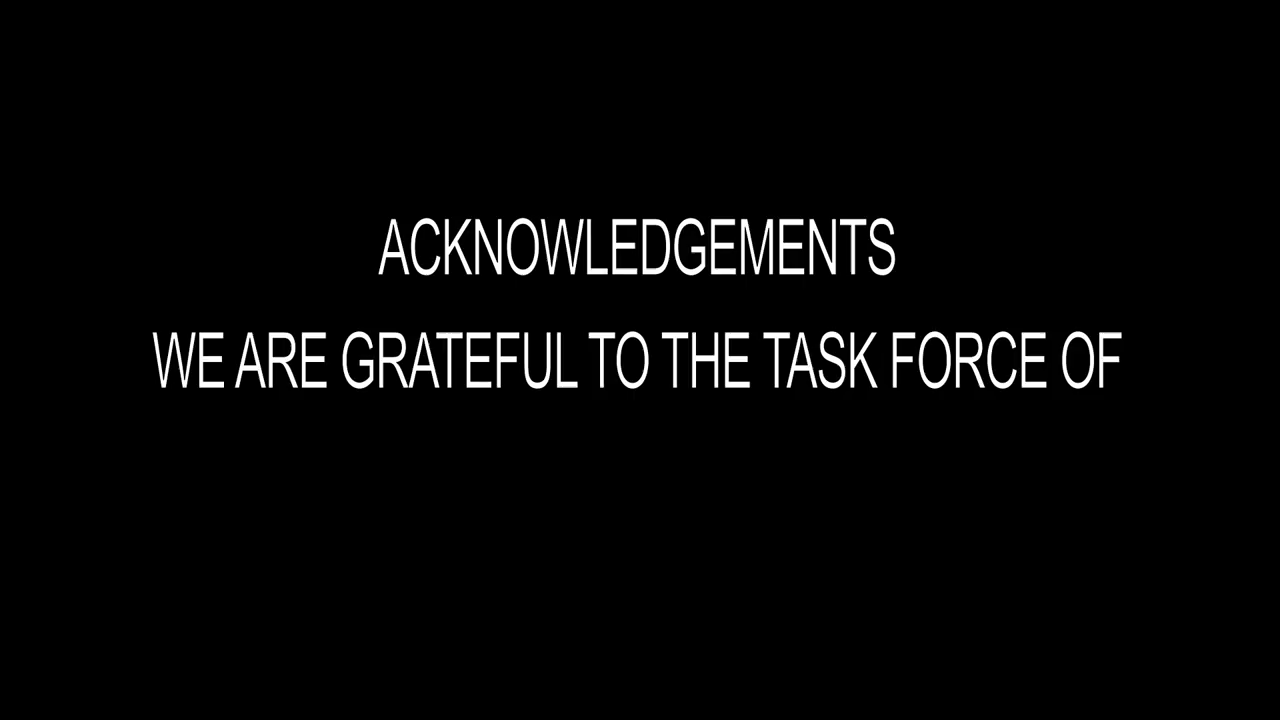 ACKNOWLEDGEMENTS
WE ARE GRATEFUL TO THE TASK FORCE OF